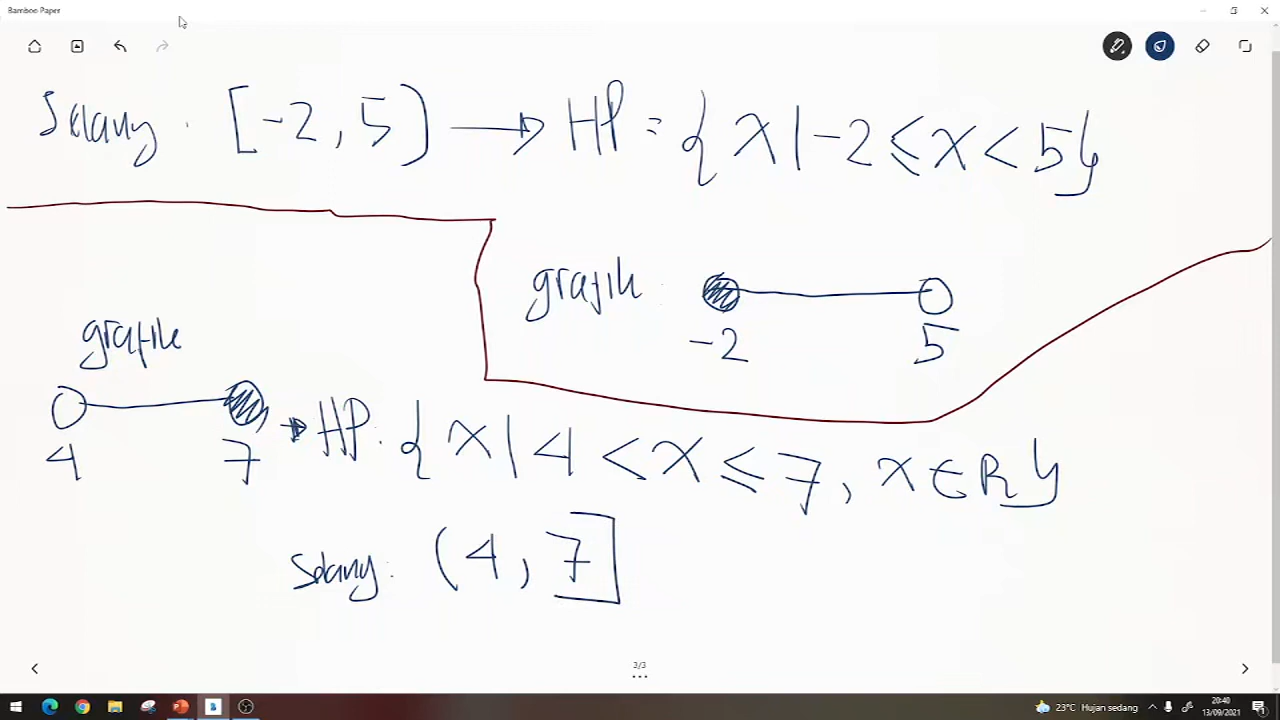 Bamboo Paper
Selang : [-2, 5) → HP = { x | -2 ≤ x < 5 }
grafik :
-2 5
grafik
4 7
→ HP : { x | 4 < x ≤ 7, x ∈ R }
Selang : (4, 7]
3/3
23°C Hujan sedang
20:40
13/09/2021